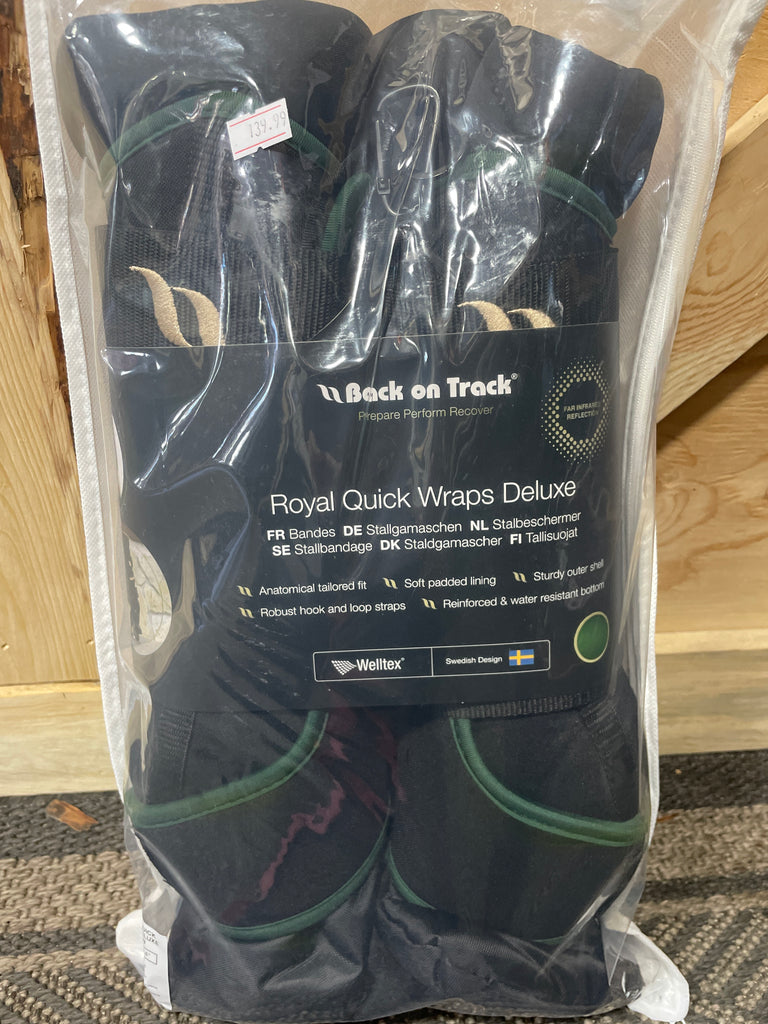 139.99
Back on Track®
Prepare Perform Recover
FAR INFRARED
REFLECTION
Royal Quick Wraps Deluxe
FR Bandes DE Stallgamaschen NL Stalbeschermer
SE Stallbandage DK Staldgamascher FI Tallisuojat
Anatomical tailored fit Soft padded lining Sturdy outer shell
Robust hook and loop straps Reinforced & water resistant bottom
Welltex® Swedish Design